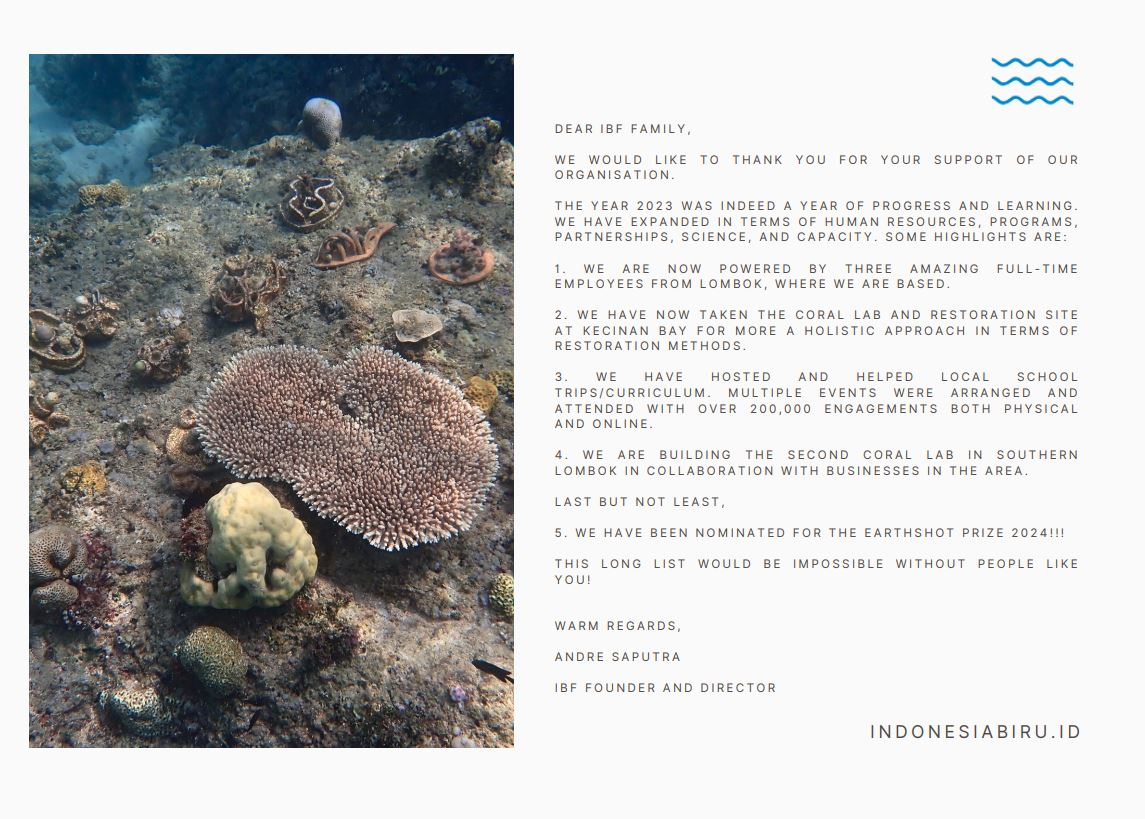 DEAR IBF FAMILY,
WE WOULD LIKE TO THANK YOU FOR YOUR SUPPORT OF OUR
ORGANISATION.
THE YEAR 2023 WAS INDEED A YEAR OF PROGRESS AND LEARNING.
WE HAVE EXPANDED IN TERMS OF HUMAN RESOURCES, PROGRAMS,
PARTNERSHIPS, SCIENCE, AND CAPACITY. SOME HIGHLIGHTS ARE:
1. WE ARE NOW POWERED BY THREE AMAZING FULL-TIME
EMPLOYEES FROM LOMBOK, WHERE WE ARE BASED.
2. WE HAVE NOW TAKEN THE CORAL LAB AND RESTORATION SITE
AT KECINAN BAY FOR MORE A HOLISTIC APPROACH IN TERMS OF
RESTORATION METHODS.
3. WE HAVE HOSTED AND HELPED LOCAL SCHOOL
TRIPS/CURRICULUM. MULTIPLE EVENTS WERE ARRANGED AND
ATTENDED WITH OVER 200,000 ENGAGEMENTS BOTH PHYSICAL
AND ONLINE.
4. WE ARE BUILDING THE SECOND CORAL LAB IN SOUTHERN
LOMBOK IN COLLABORATION WITH BUSINESSES IN THE AREA.
LAST BUT NOT LEAST,
5. WE HAVE BEEN NOMINATED FOR THE EARTHSHOT PRIZE 2024!!!
THIS LONG LIST WOULD BE IMPOSSIBLE WITHOUT PEOPLE LIKE
YOU!
WARM REGARDS,
ANDRE SAPUTRA
IBF FOUNDER AND DIRECTOR
INDONESIABIRU.ID